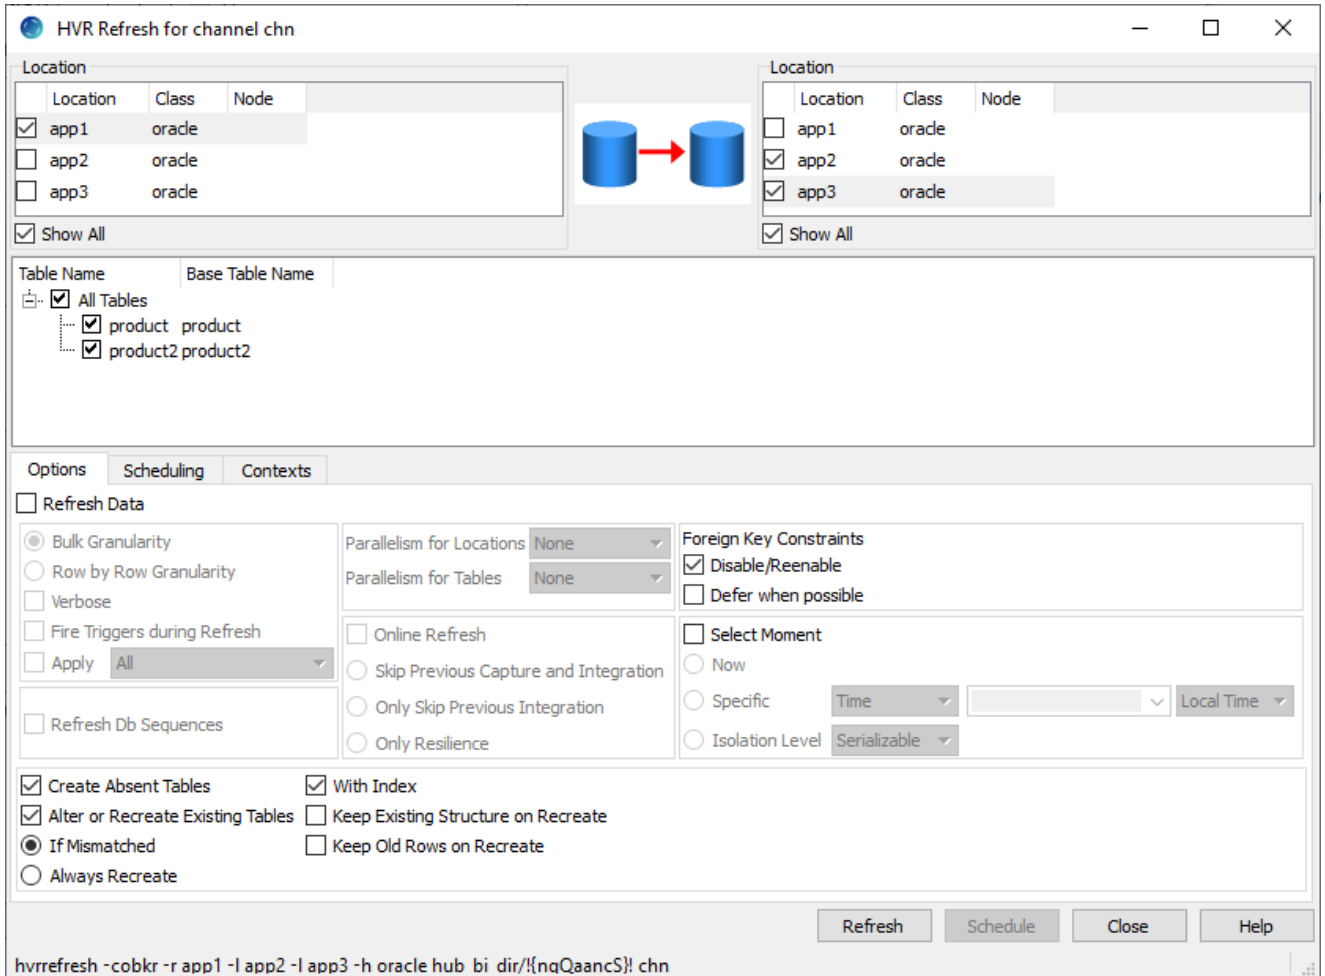 HVR Refresh for channel chn
Location
Location Class Node
app1 oracle
app2 oracle
app3 oracle
Show All
Location
Location Class Node
app1 oracle
app2 oracle
app3 oracle
Show All
Table Name Base Table Name
All Tables
product product
product2 product2
Options Scheduling Contexts
Refresh Data
Bulk Granularity
Row by Row Granularity
Verbose
Fire Triggers during Refresh
Apply All
Refresh Db Sequences
Parallelism for Locations None
Parallelism for Tables None
Online Refresh
Skip Previous Capture and Integration
Only Skip Previous Integration
Only Resilience
Foreign Key Constraints
Disable/Reenable
Defer when possible
Select Moment
Now
Specific Time Local Time
Isolation Level Serializable
Create Absent Tables With Index
Alter or Recreate Existing Tables Keep Existing Structure on Recreate
If Mismatched Keep Old Rows on Recreate
Always Recreate
Refresh Schedule Close Help
hvrrefresh -cobkr -r app1 -l app2 -l app3 -h oracle hub_bi_dir/!{nqQaancS}! chn